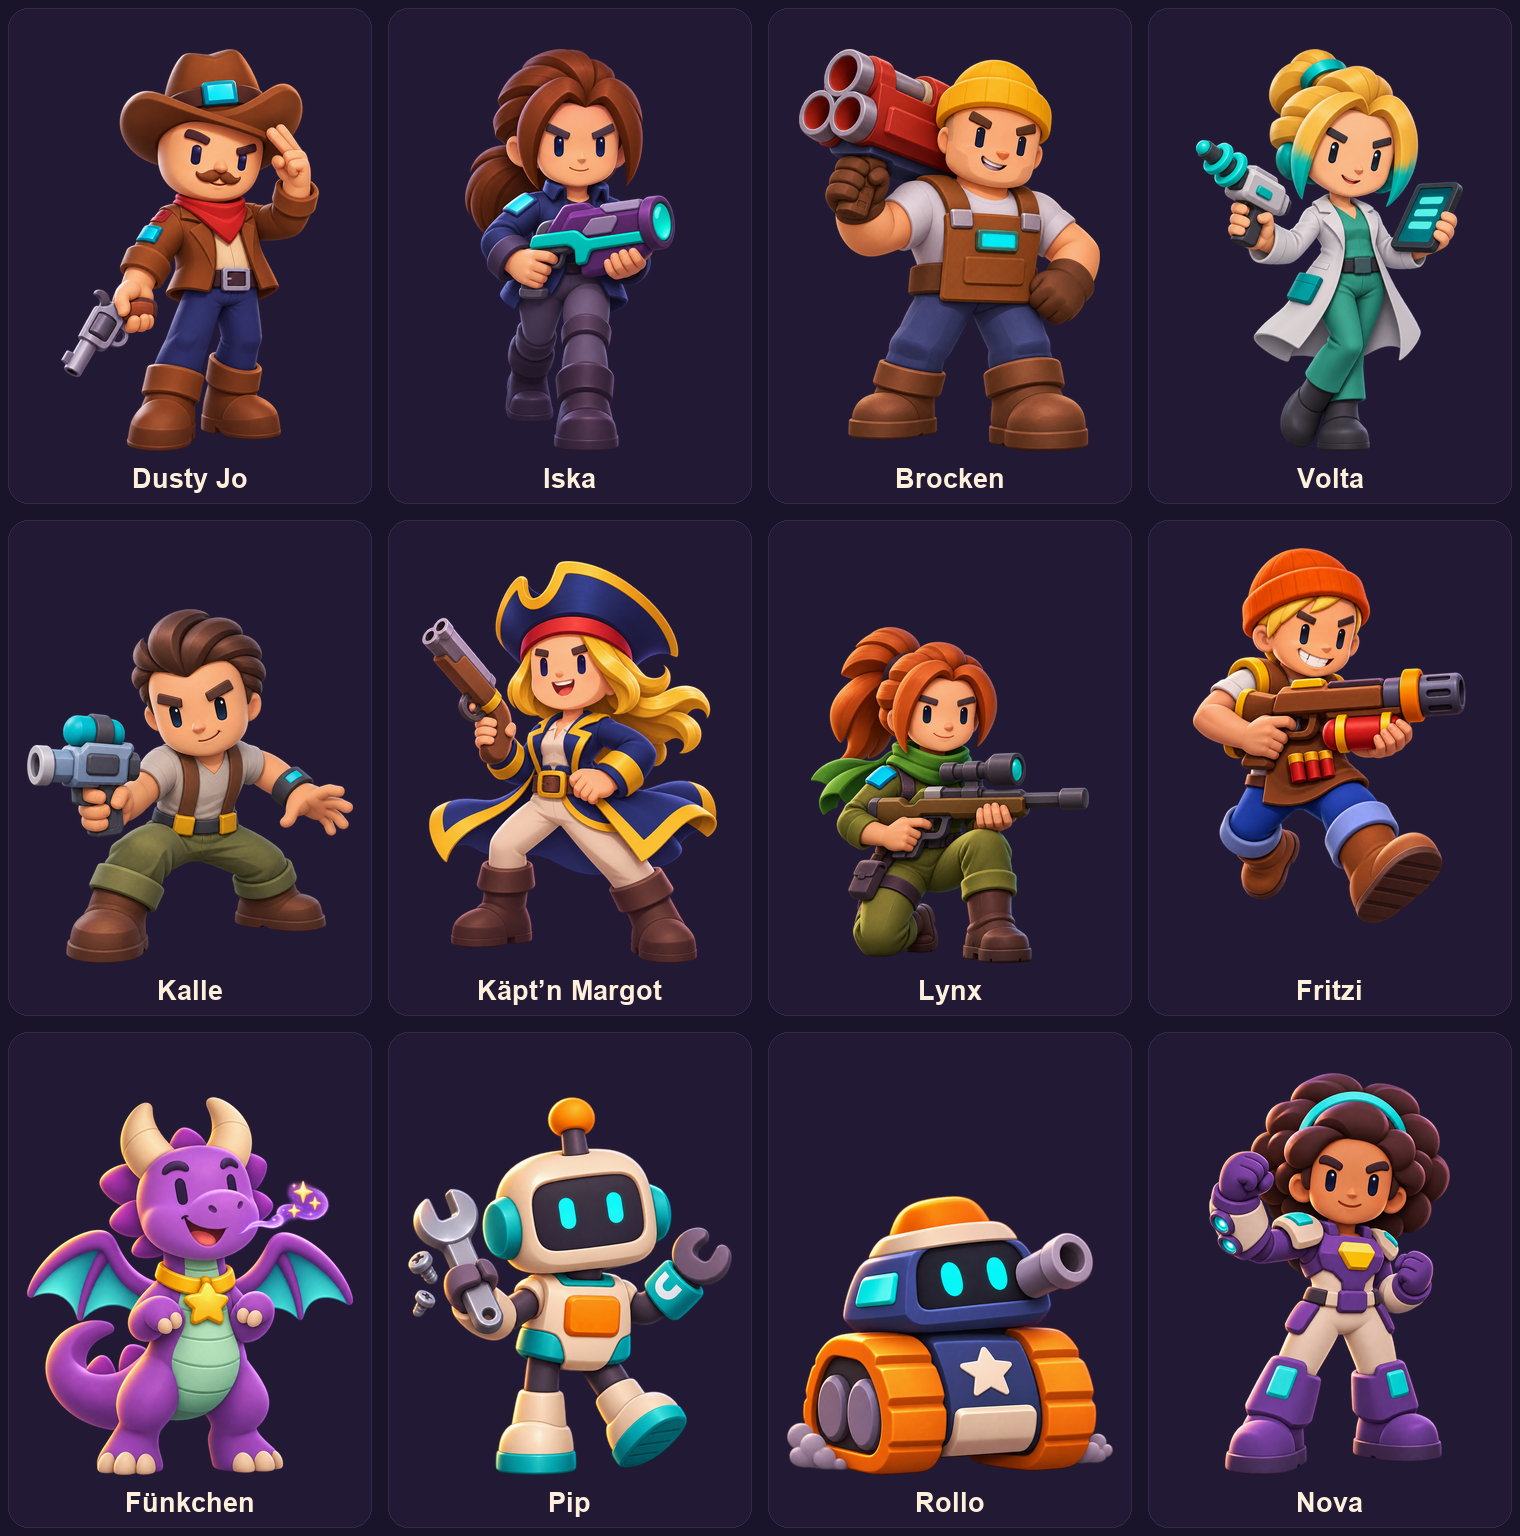 Dusty Jo
Iska
Brocken
Volta
Kalle
Käpt’n Margot
Lynx
Fritzi
Fünkchen
Pip
Rollo
Nova